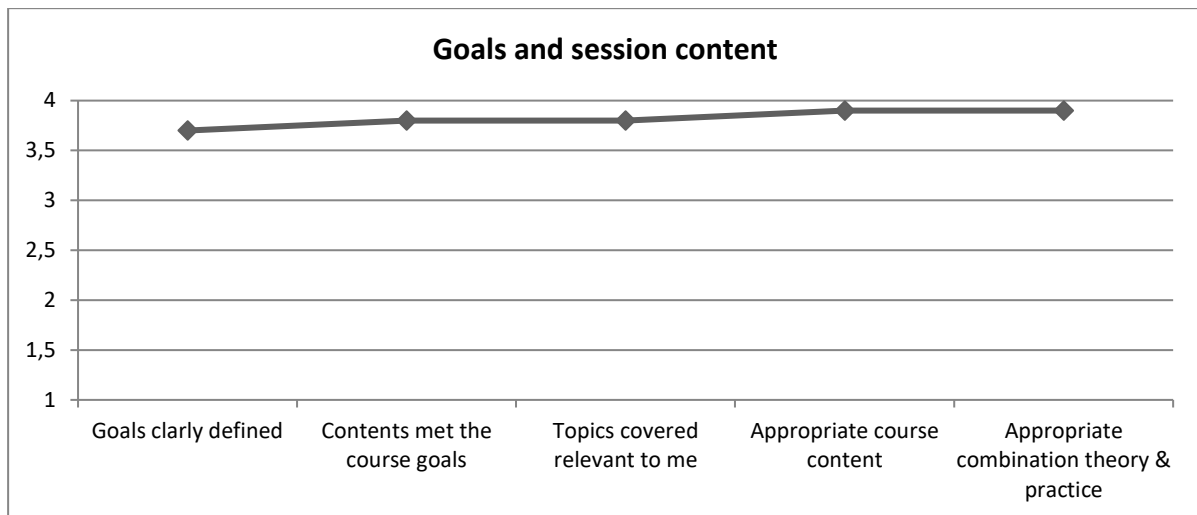 Goals and session content
4
3,5
3
2,5
2
1,5
1
Goals clarly defined
Contents met the
course goals
Topics covered
relevant to me
Appropriate course
content
Appropriate
combination theory &
practice